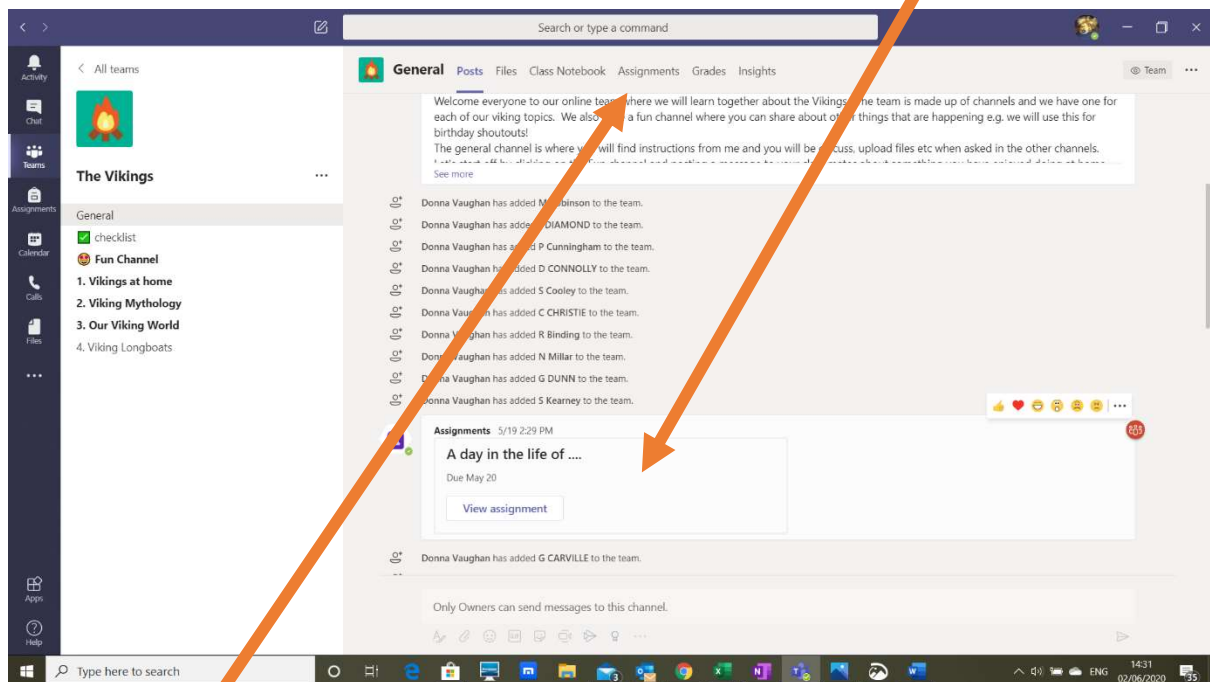 Search or type a command
Activity
Chat
Teams
Assignments
Calendar
Calls
Files
Apps
Help
All teams
The Vikings
General
checklist
Fun Channel
1. Vikings at home
2. Viking Mythology
3. Our Viking World
4. Viking Longboats
General Posts Files Class Notebook Assignments Grades Insights
Team
Welcome everyone to our online team where we will learn together about the Vikings. The team is made up of channels and we have one for
each of our viking topics. We also a fun channel where you can share about other things that are happening e.g. we will use this for
birthday shoutouts!
The general channel is where you will find instructions from me and you will be discuss, upload files etc when asked in the other channels.
See more
Donna Vaughan has added M to the team.
Donna Vaughan has added DIAMOND to the team.
Donna Vaughan has added P Cunningham to the team.
Donna Vaughan has added D CONNOLLY to the team.
Donna Vaughan has added S Cooley to the team.
Donna Vaughan has added C CHRISTIE to the team.
Donna Vaughan has added R Binding to the team.
Donna Vaughan has added N Millar to the team.
Donna Vaughan has added G DUNN to the team.
Donna Vaughan has added S Kearney to the team.
Assignments 5/19 2:29 PM
A day in the life of ....
Due May 20
View assignment
Donna Vaughan has added G CARVILLE to the team.
Only Owners can send messages to this channel.
Type here to search
ENG
14:31
02/06/2020
35